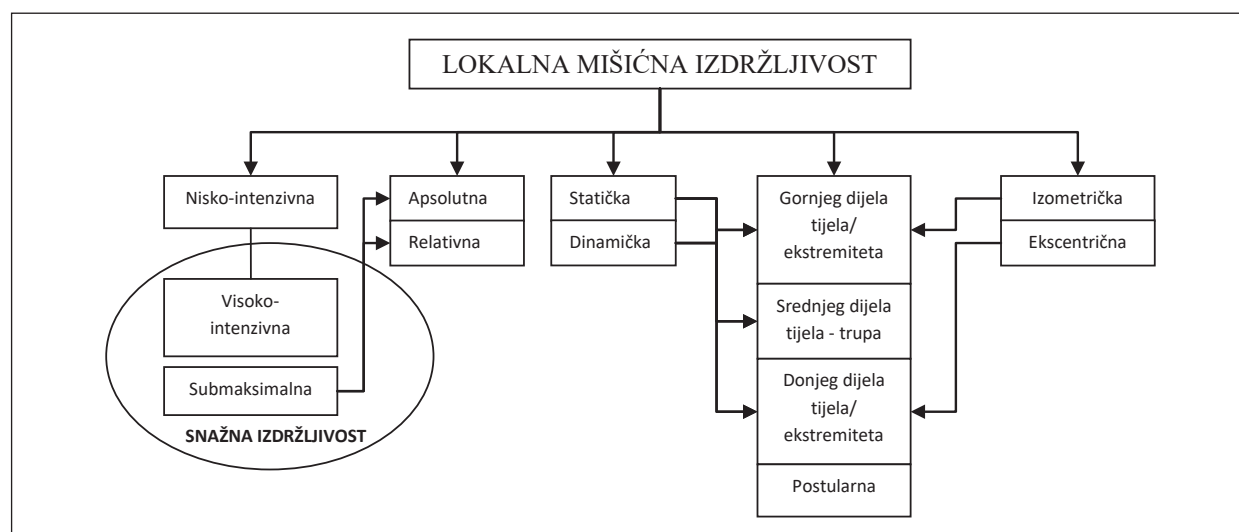 LOKALNA MIŠIĆNA IZDRŽLJIVOST
Nisko-intenzivna
Visoko-
intenzivna
Submaksimalna
SNAŽNA IZDRŽLJIVOST
Apsolutna
Relativna
Statička
Dinamička
Gornjeg dijela
tijela/
ekstremiteta
Srednjeg dijela
tijela - trupa
Donjeg dijela
tijela/
ekstremiteta
Postularna
Izometrička
Ekscentrična